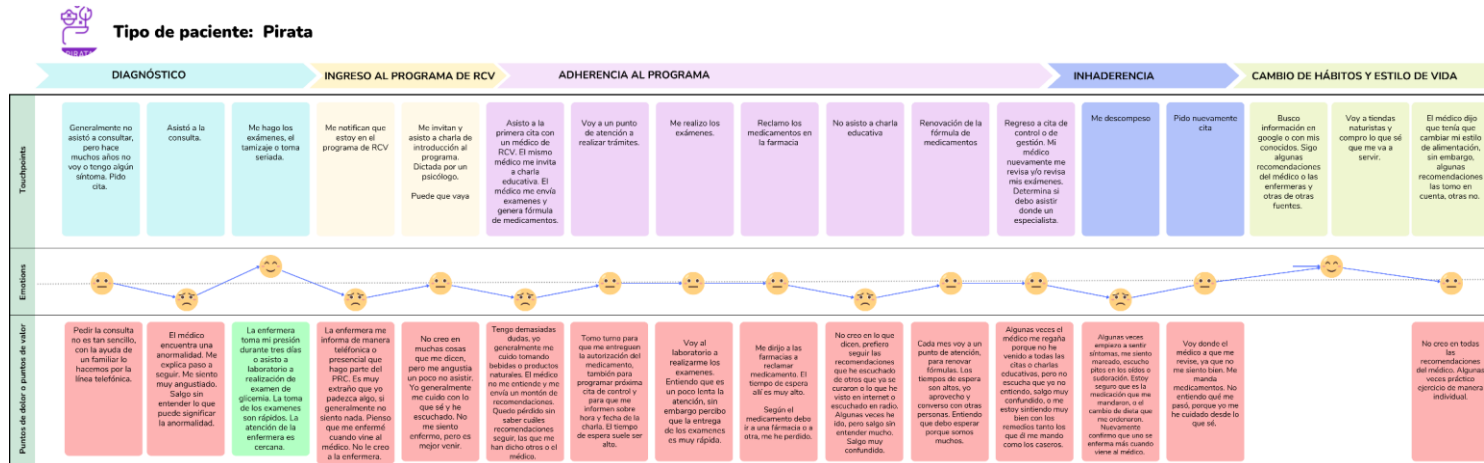 PIRATA
Tipo de paciente: Pirata
DIAGNÓSTICO
INGRESO AL PROGRAMA DE RCV
ADHERENCIA AL PROGRAMA
INHADERENCIA
CAMBIO DE HÁBITOS Y ESTILO DE VIDA
Touchpoints
Generalmente no
asistó a consultar,
pero hace
muchos años no
voy o tengo algún
síntoma. Pido
cita.
Asistó a la
consulta.
Me hago los
exámenes, el
tamizaje o toma
seriada.
Me notifican que
estoy en el
programa de RCV
Me invitan y
asisto a charla de
introducción al
programa.
Dictada por un
psicólogo.
Puede que vaya
Asisto a la
primera cita con
un médico de
RCV. El mismo
médico me invita
a charla
educativa. El
médico me envía
examenes y
genera fórmula
de medicamentos.
Voy a un punto
de atención a
realizar trámites.
Me realizo los
exámenes.
Reclamo los
medicamentos en
la farmacia
No asisto a charla
educativa
Renovación de la
fórmula de
medicamentos
Regreso a cita de
control o de
gestión. Mi
médico
nuevamente me
revisa y/o revisa
mis exámenes.
Determina si
debo asistir
donde un
especialista.
Me descompeso
Pido nuevamente
cita
Busco
información en
google o con mis
conocidos. Sigo
algunas
recomendaciones
del médico o las
enfermeras y
otras de otras
fuentes.
Voy a tiendas
naturistas y
compro lo que sé
que me va a
servir.
El médico dijo
que tenía que
cambiar mi estilo
de alimentación,
sin embargo,
algunas
recomendaciones
las tomo en
cuenta, otras no.
Emotions
Puntos de dolor o puntos de valor
Pedir la consulta
no es tan sencillo,
con la ayuda de
un familiar lo
hacemos por la
línea telefónica.
El médico
encuentra una
anormalidad. Me
explica paso a
seguir. Me siento
muy angustiado.
Salgo sin
entender lo que
puede significar
la anormalidad.
La enfermera
toma mi presión
durante tres días
o asisto a
laboratorio a
realización de
examen de
glicemia. La toma
de los examenes
son rápidos. La
atención de la
enfermera es
cercana.
La enfermera me
informa de manera
teléfonica o
presencial que
hago parte del
PRC. Es muy
extraño que yo
padezca algo, si
generalmente no
siento nada. Pienso
que me enfermé
cuando vine al
médico. No le creo
a la enfermera.
No creo en
muchas cosas
que me dicen,
pero me angustia
un poco no asistir.
Yo generalmente
me cuido con lo
que sé y he
escuchado. No
me siento
enfermo, pero es
mejor venir.
Tengo demasiadas
dudas, yo
generalmente me
cuido tomando
bebidas o productos
naturales. El médico
no me entiende y me
envía un montón de
recomendaciones.
Quedo pérdido sin
saber cuáles
recomendaciones
seguir, las que me
han dicho otros o el
médico.
Tomo turno para
que me entreguen
la autorización del
medicamento,
también para
programar próxima
cita de control y
para que me
informen sobre
hora y fecha de la
charla. El tiempo
de espera suele ser
alto.
Voy al
laboratorio a
realizarme los
examenes.
Entiendo que es
un poco lenta la
atención, sin
embargo percibo
que la entrega
de los examenes
es muy rápida.
Me dirijo a las
farmacias a
reclamar
medicamento. El
tiempo de espera
allí es muy alto.
Según el
medicamento debo
ir a una fármacia o a
otra, me he perdido.
No creo en lo que
dicen, prefiero
seguir las
recomendaciones
que he escuchado
de otros que ya se
curaron o lo que he
visto en internet o
escuchado en radio.
Algunas veces he
ido, pero salgo sin
entender mucho.
Salgo muy
confundido.
Cada mes voy a un
punto de atención,
para renovar
fórmulas. Los
tiempos de espera
son altos, yo
aprovecho y
converso con otras
personas. Entiendo
que debo esperar
porque somos
muchos.
Algunas veces el
médico me regaña
porque no he
venido a todas las
citas o charlas
educativas, pero no
escucha que yo no
entiendo, salgo muy
confundido, o me
estoy sintiendo muy
bien con los
remedios tanto los
que él me mando
como los caseros.
Algunas veces
empiezo a sentir
síntomas, me siento
mareado, escucho
pitos en los oídos o
sudoración. Estoy
seguro que es la
medicación que me
mandaron, o el
cambio de dieta que
me ordenaron.
Nuevamente
confirmo que uno se
enferma más cuando
viene al médico.
Voy donde el
médico a que me
revise, ya que no
me siento bien. Me
manda
medicamentos. No
entiendo qué me
pasó, porque yo me
he cuidado desde lo
que sé.
No creo en todas
las
recomendaciones
del médico. Algunas
veces práctico
ejercicio de manera
individual.